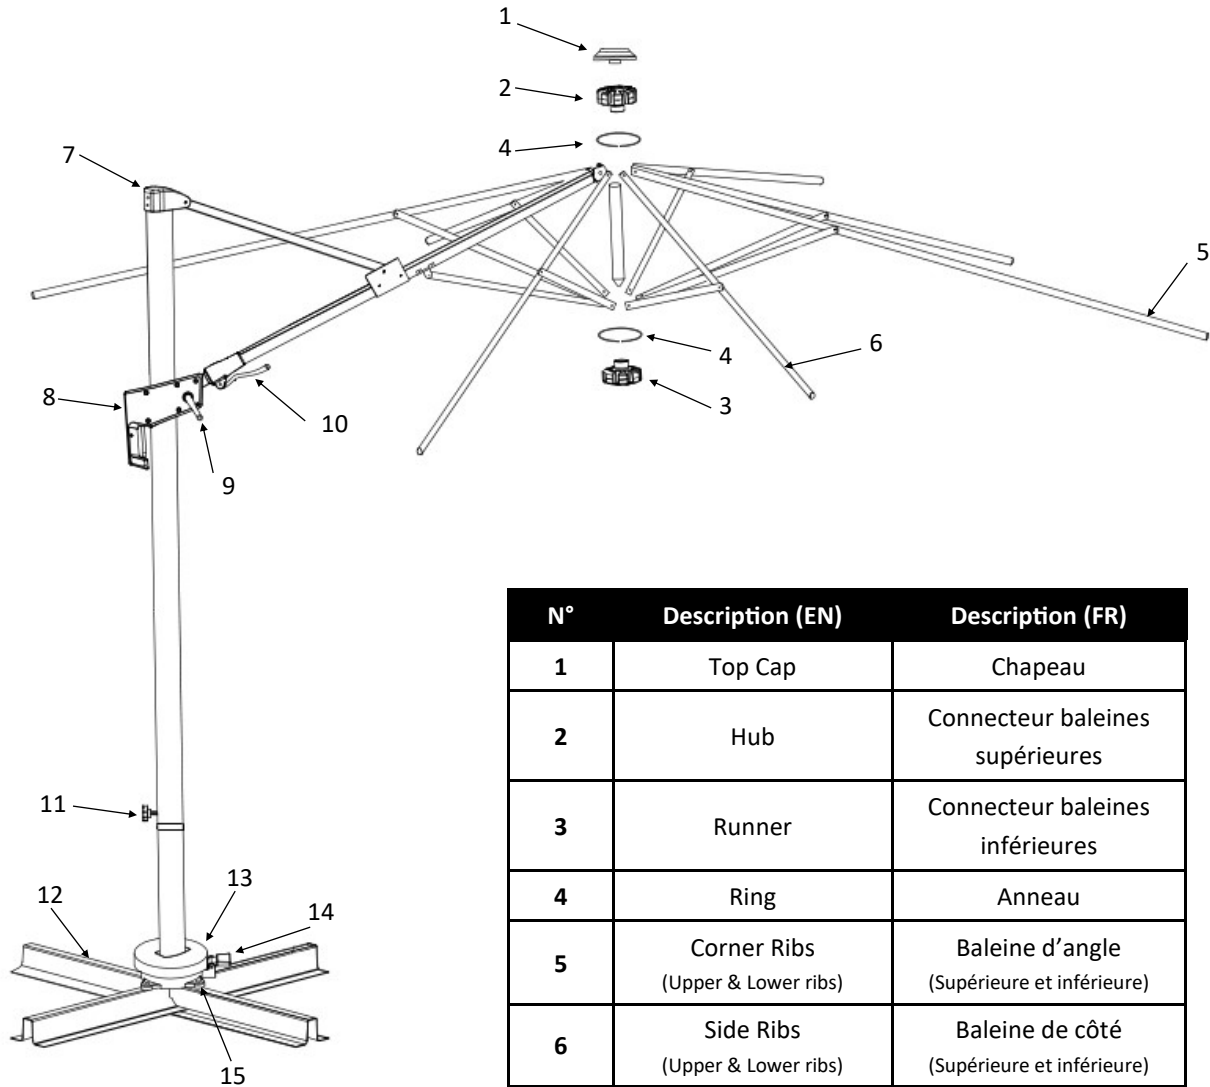 1
2
4
7
5
4
6
8
3
10
9
11
13
12
14
15
N° Description (EN) Description (FR)
1 Top Cap Chapeau
2 Hub Connecteur baleines
supérieures
3 Runner Connecteur baleines
inférieures
4 Ring Anneau
5 Corner Ribs Baleine d’angle
(Upper & Lower ribs) (Supérieure et inférieure)
6 Side Ribs Baleine de côté
(Upper & Lower ribs) (Supérieure et inférieure)